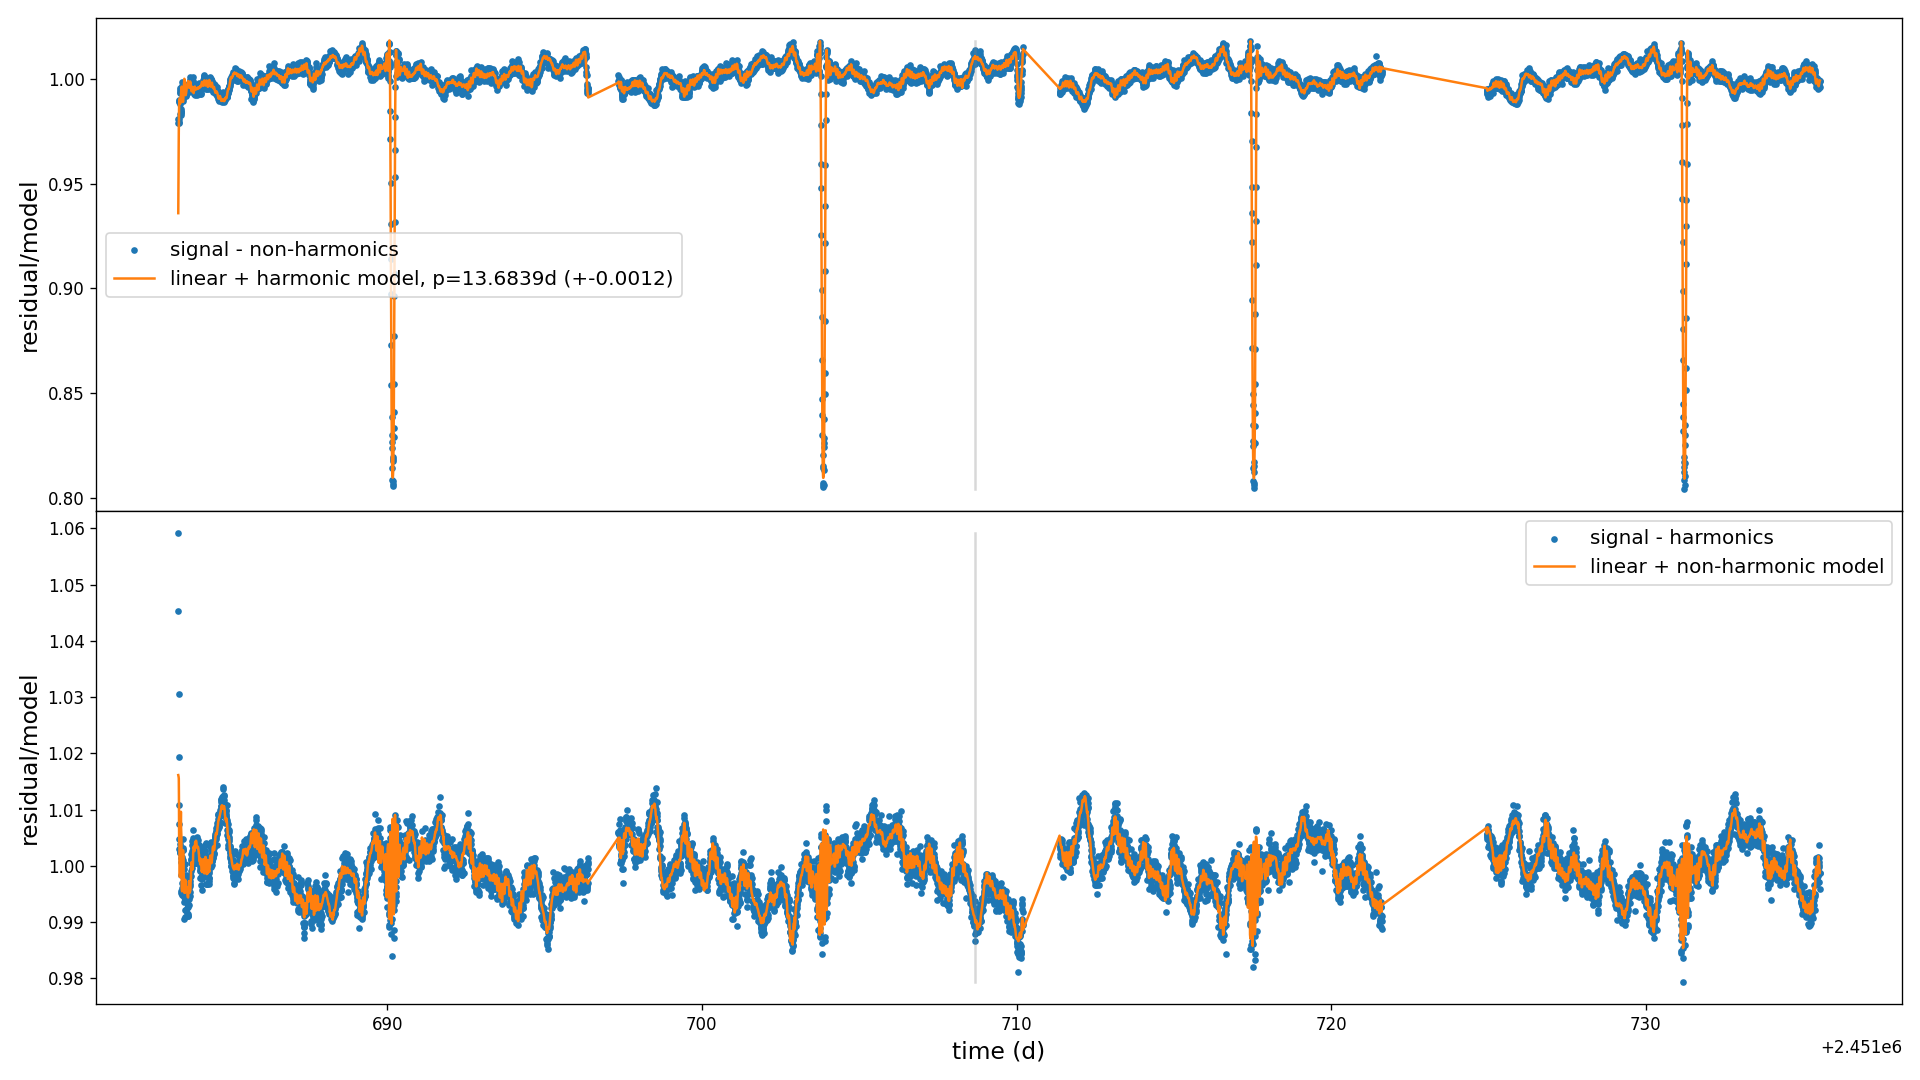 residual/model
1.00
0.95
0.90
0.85
0.80
signal - non-harmonics
linear + harmonic model, p=13.6839d (+-0.0012)
residual/model
1.06
1.05
1.04
1.03
1.02
1.01
1.00
0.99
0.98
signal - harmonics
linear + non-harmonic model
690
700
710
720
730
time (d)
+2.451e6